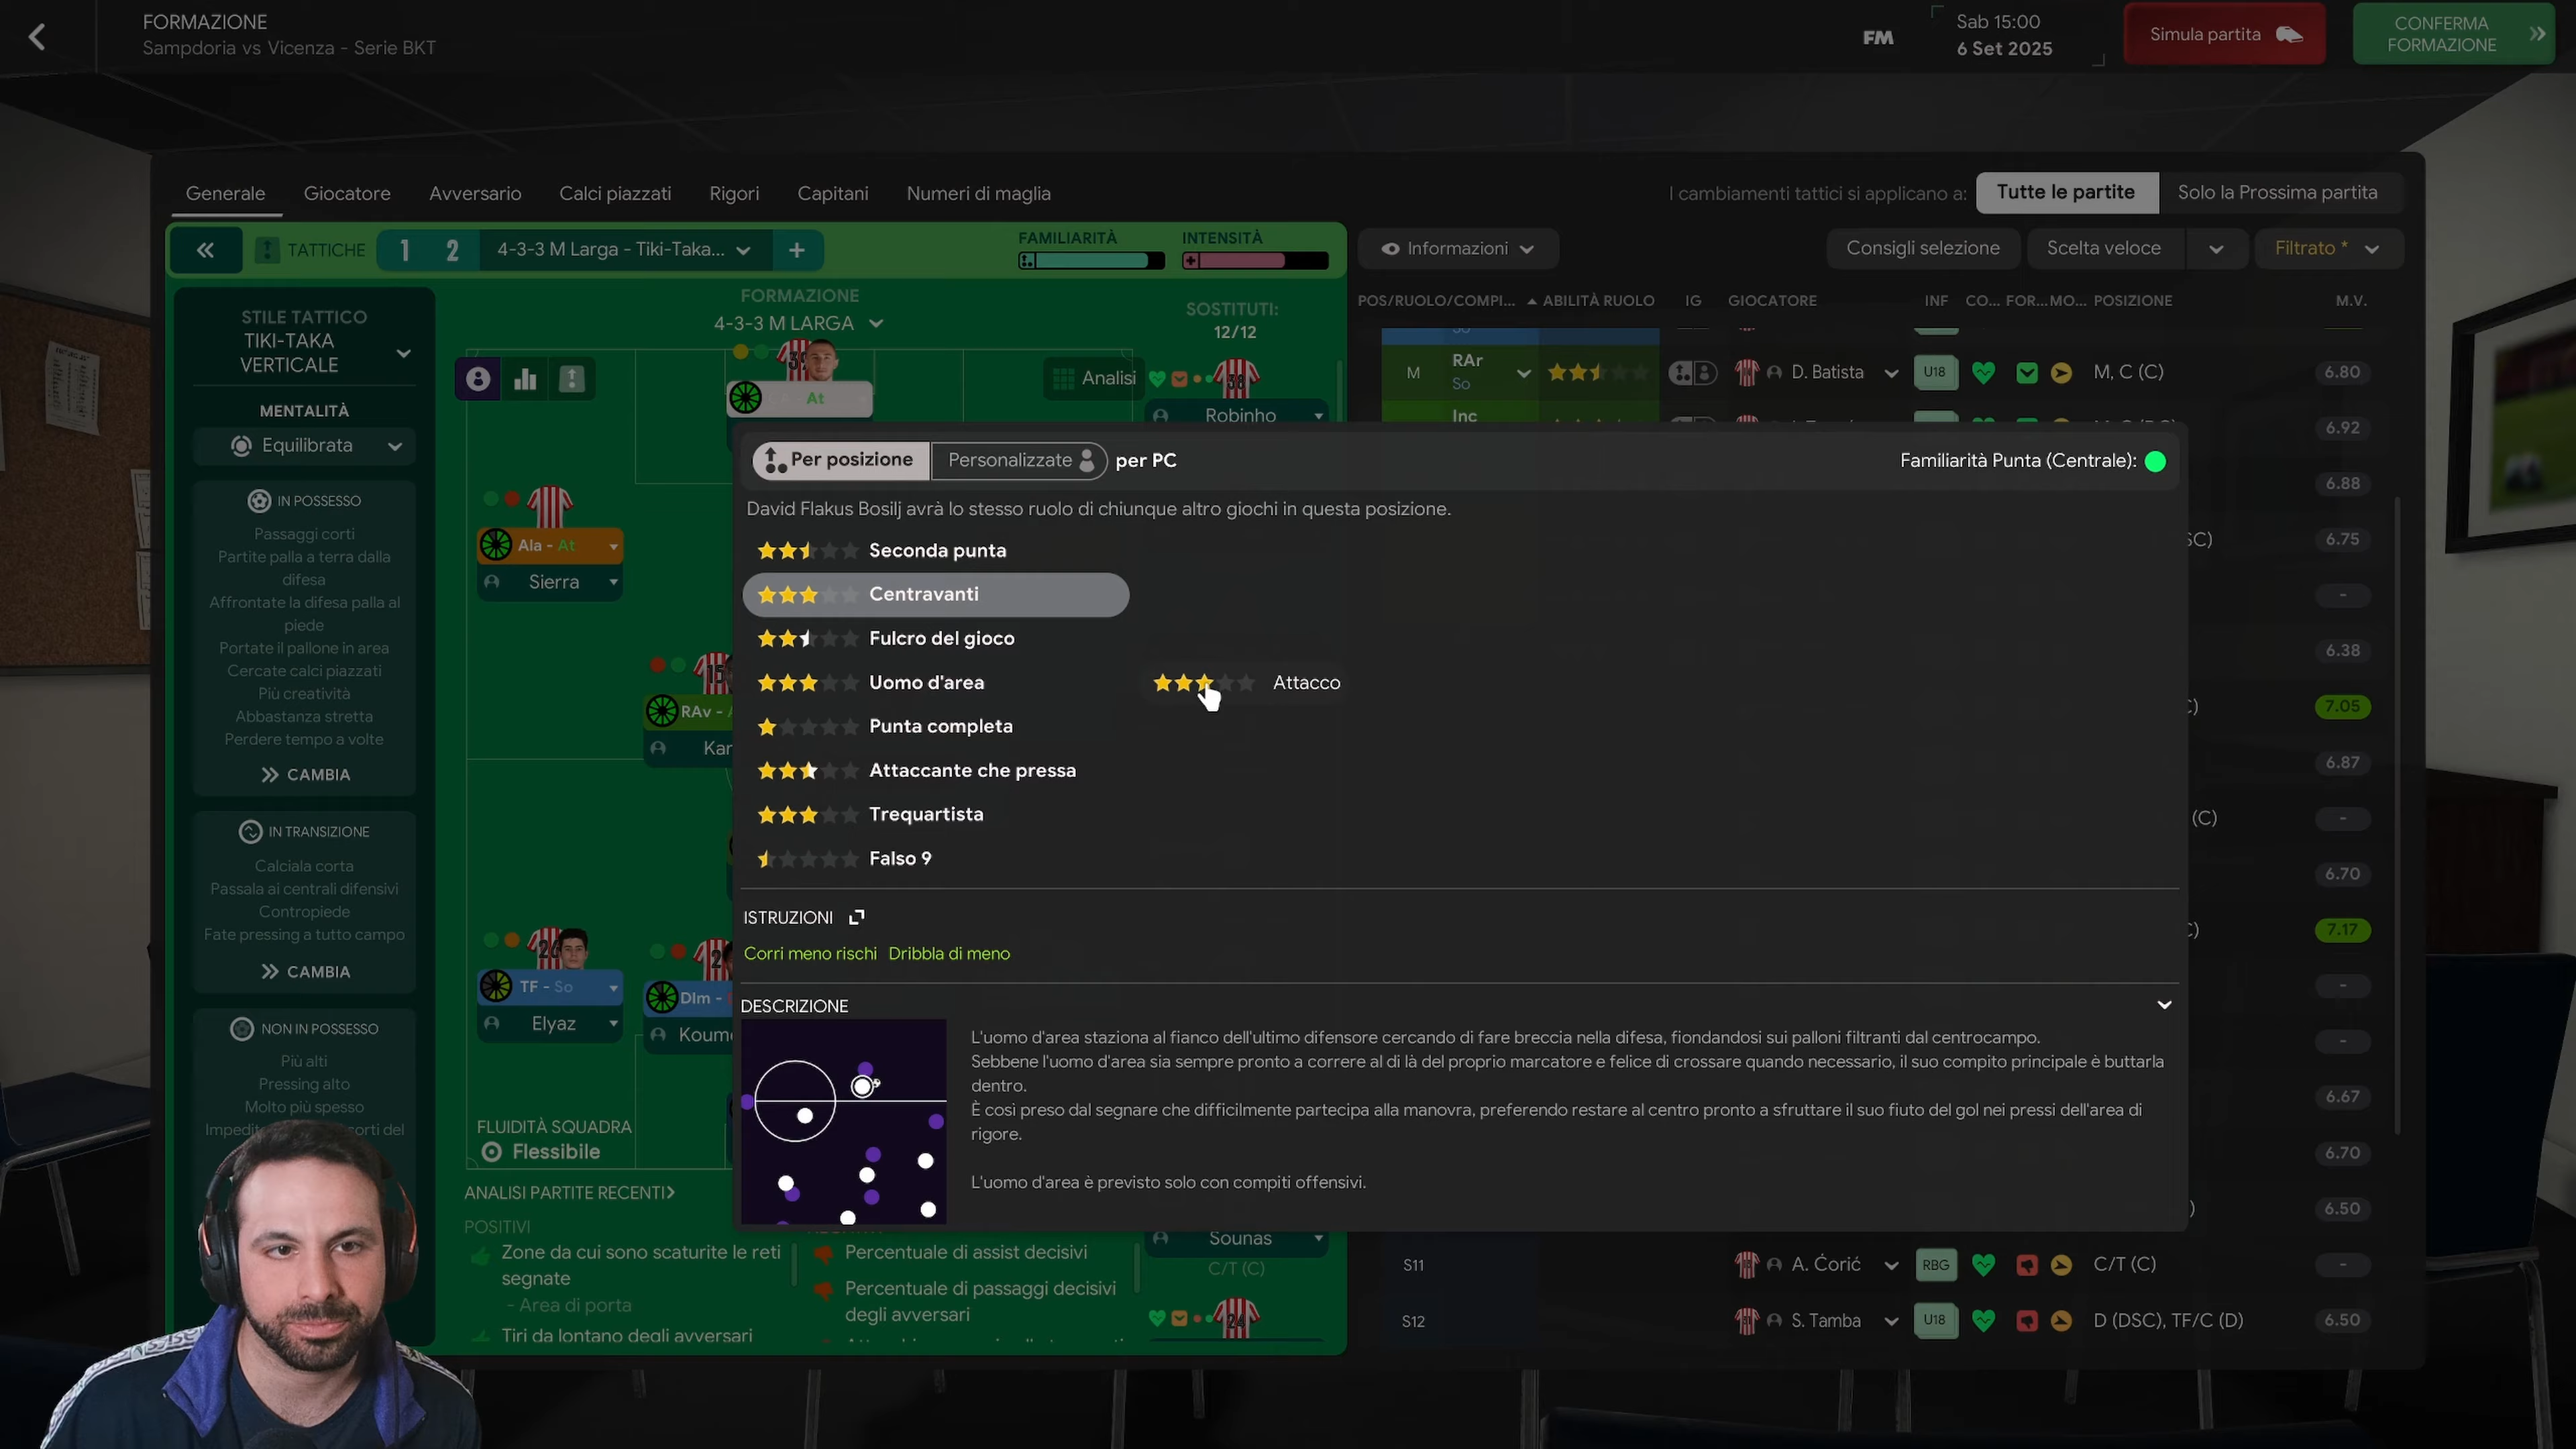 FORMAZIONE
Sampdoria vs Vicenza - Serie BKT
FM
Sab 15:00
6 Set 2025
Simula partita
CONFERMA
FORMAZIONE
Generale
Giocatore
Avversario
Calci piazzati
Rigori
Capitani
Numeri di maglia
I cambiamenti tattici si applicano a:
Tutte le partite
Solo la Prossima partita
TATTICHE
1
2
4-3-3 M Larga - Tiki-Taka...
+
FAMILIARITÀ
INTENSITÀ
Informazioni
Consigli selezione
Scelta veloce
Filtrato *
STILE TATTICO
TIKI-TAKA
VERTICALE
MENTALITÀ
Equilibrata
IN POSSESSO
Passaggi corti
Partite palla a terra dalla
difesa
Affrontate la difesa palla al
piede
Portate il pallone in area
Cercate calci piazzati
Più creatività
Abbastanza stretta
Perdere tempo a volte
CAMBIA
IN TRANSIZIONE
Calciala corta
Passala ai centrali difensivi
Contropiede
Fate pressing a tutto campo
CAMBIA
NON IN POSSESSO
Più alti
Pressing alto
Molto più spesso
FORMAZIONE
4-3-3 M LARGA
SOSTITUTI:
12/12
Analisi
At
Robinho
Ala - At
Sierra
RAv -
TF - So
Elyaz
DIm -
FLUIDITÀ SQUADRA
Flessibile
ANALISI PARTITE RECENTI
POSITIVI
Zone da cui sono scaturite le reti
segnate
- Area di porta
Tiri da lontano degli avversari
Percentuale di assist decisivi
Percentuale di passaggi decisivi
degli avversari
Sounas
C/T (C)
POS/RUOLO/COMPI...
ABILITÀ RUOLO
IG
GIOCATORE
INF
CO...
FOR...
MO...
POSIZIONE
M.V.
M
RAr
So
D. Batista
U18
M, C (C)
6.80
Inc
6.92
6.88
6.75
-
6.38
7.05
6.87
-
6.70
7.17
-
-
6.67
6.70
6.50
S11
A. Ćorić
RBG
C/T (C)
-
S12
S. Tamba
U18
D (DSC), TF/C (D)
6.50
Per posizione
Personalizzate
per PC
Familiarità Punta (Centrale):
David Flakus Bosilj avrà lo stesso ruolo di chiunque altro giochi in questa posizione.
Seconda punta
Centravanti
Fulcro del gioco
Uomo d'area
Attacco
Punta completa
Attaccante che pressa
Trequartista
Falso 9
ISTRUZIONI
Corri meno rischi
Dribbla di meno
DESCRIZIONE
L'uomo d'area staziona al fianco dell'ultimo difensore cercando di fare breccia nella difesa, fiondandosi sui palloni filtranti dal centrocampo.
Sebbene l'uomo d'area sia sempre pronto a correre al di là del proprio marcatore e felice di crossare quando necessario, il suo compito principale è buttarla
dentro.
È così preso dal segnare che difficilmente partecipa alla manovra, preferendo restare al centro pronto a sfruttare il suo fiuto del gol nei pressi dell'area di
rigore.
L'uomo d'area è previsto solo con compiti offensivi.